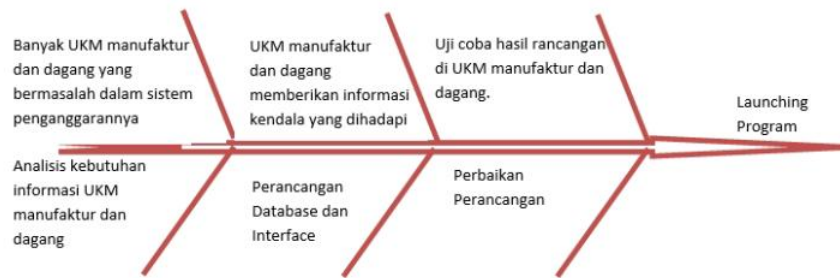 Banyak UKM manufaktur
dan dagang yang
bermasalah dalam sistem
penganggarannya
UKM manufaktur
dan dagang
memberikan informasi
kendala yang dihadapi
Uji coba hasil rancangan
di UKM manufaktur dan
dagang.
Launching
Program
Analisis kebutuhan
informasi UKM
manufaktur dan
dagang
Perancangan
Database dan
Interface
Perbaikan
Perancangan